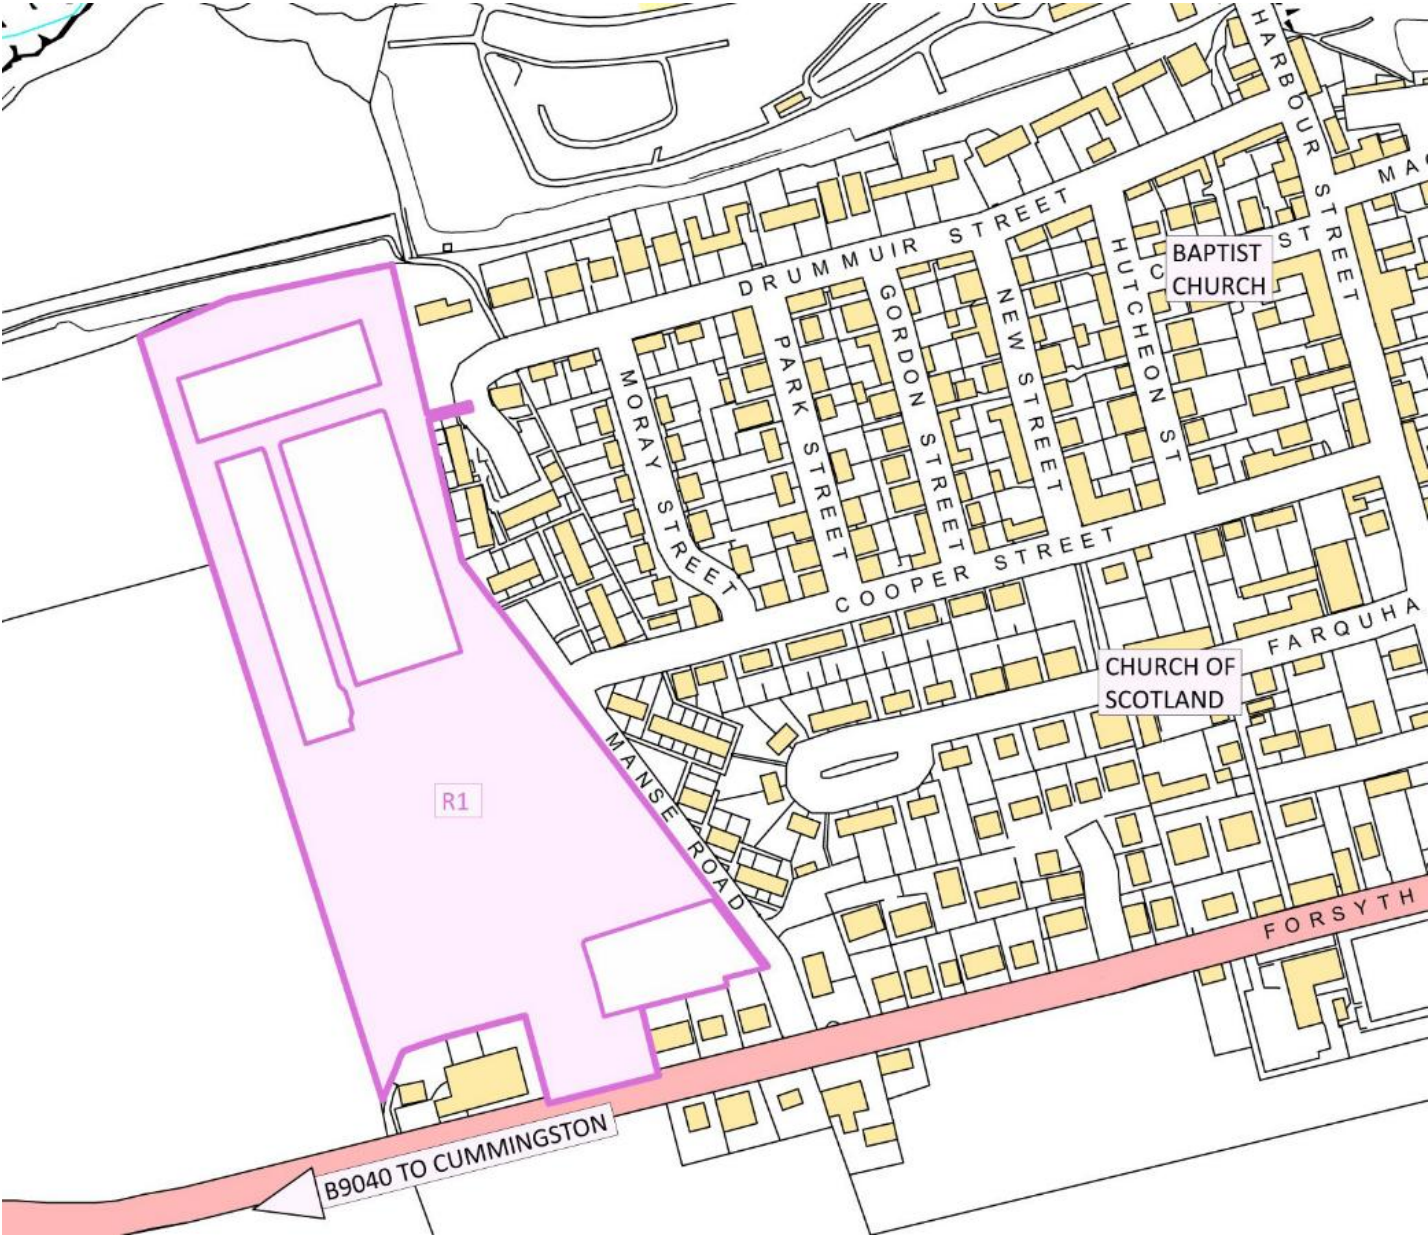 HARBOUR STREET
MA
DRUMMUIR STREET
BAPTIST
CHURCH
ST
C
HUTCHEON ST
NEW STREET
GORDON STREET
PARK STREET
MORAY STREET
COOPER STREET
FARQUHA
CHURCH OF
SCOTLAND
MANSE ROAD
R1
FORSYTH
B9040 TO CUMMINGSTON